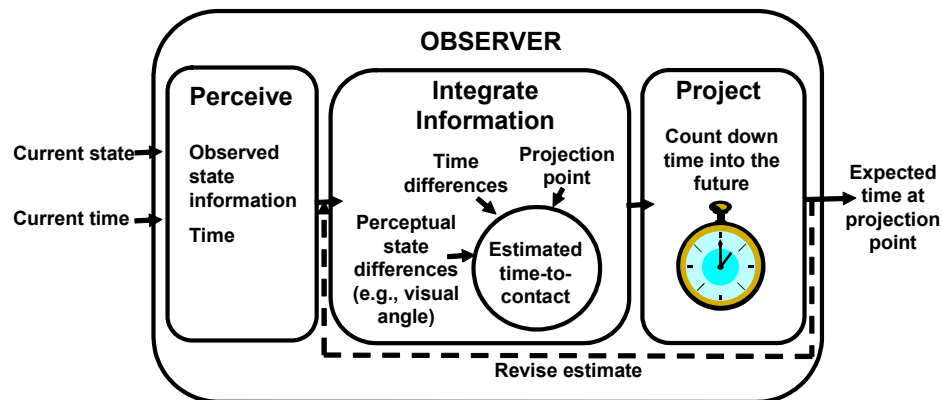 OBSERVER
Perceive
Observed
state
information
Time
Integrate
Information
Time
differences
Projection
point
Perceptual
state
differences
(e.g., visual
angle)
Estimated
time-to-
contact
Project
Count down
time into the
future
Current state
Current time
Expected
time at
projection
point
Revise estimate